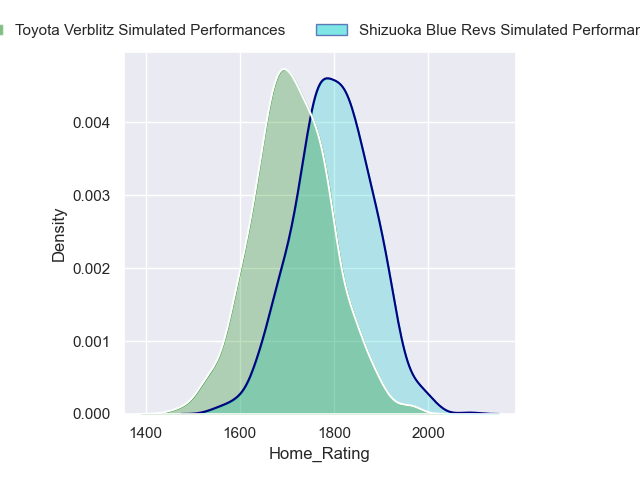 Toyota Verblitz Simulated Performances
Shizuoka Blue Revs Simulated
Density
0.004
0.003
0.002
0.001
0.000
1400 1600 1800 2000
Home_Rating